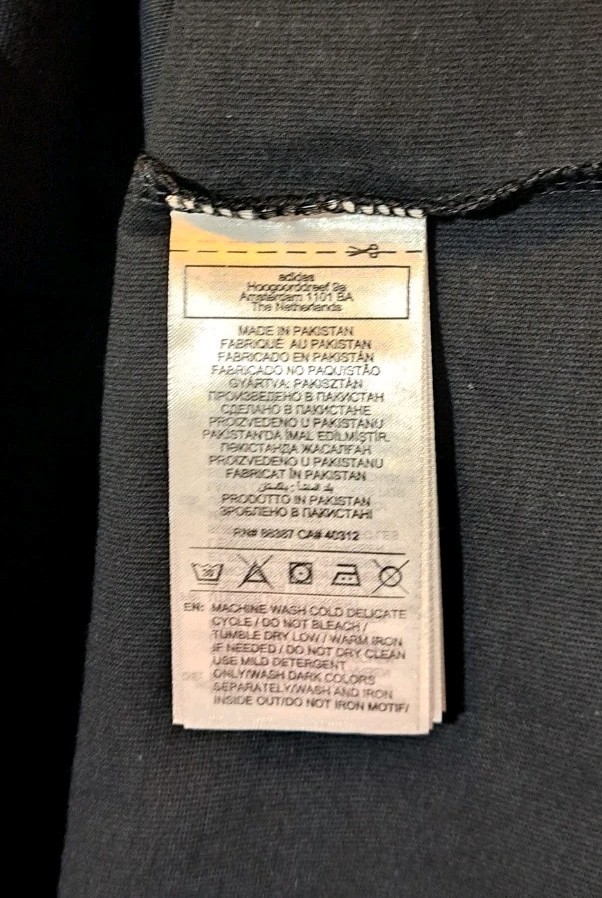 adidas
Hoogoorddreef 9a
Amsterdam 1101 BA
The Netherlands
MADE IN PAKISTAN
FABRIQUÉ AU PAKISTAN
FABRICADO EN PAKISTÁN
FABRICADO NO PAQUISTÃO
GYÁRTVA: PAKISZTÁN
ПРОИЗВЕДЕНО В ПАКИСТАН
СДЕЛАНО В ПАКИСТАНЕ
PROIZVEDENO U PAKISTANU
PAKISTAN'DA İMAL EDİLMİŞTİR.
ПӘКІСТАНДА ЖАСАЛҒАН
PROIZVEDENO U PAKISTANU
FABRICAT ÎN PAKISTAN
PRODOTTO IN PAKISTAN
ЗРОБЛЕНО В ПАКИСТАНІ
RN# 88387 CA# 40312
30
EN: MACHINE WASH COLD DELICATE
CYCLE / DO NOT BLEACH /
TUMBLE DRY LOW / WARM IRON
IF NEEDED / DO NOT DRY CLEAN
USE MILD DETERGENT
ONLY/WASH DARK COLORS
SEPARATELY/WASH AND IRON
INSIDE OUT/DO NOT IRON MOTIF/